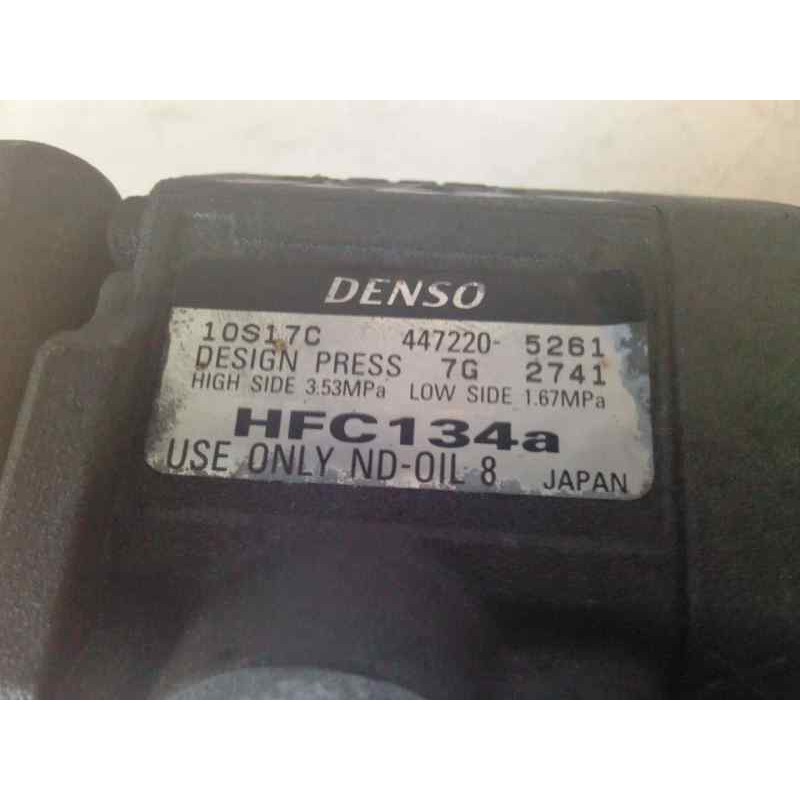 DENSO
10S17C 447220- 5261
DESIGN PRESS 7G 2741
HIGH SIDE 3.53MPa LOW SIDE 1.67MPa
HFC134a
USE ONLY ND-OIL 8 JAPAN